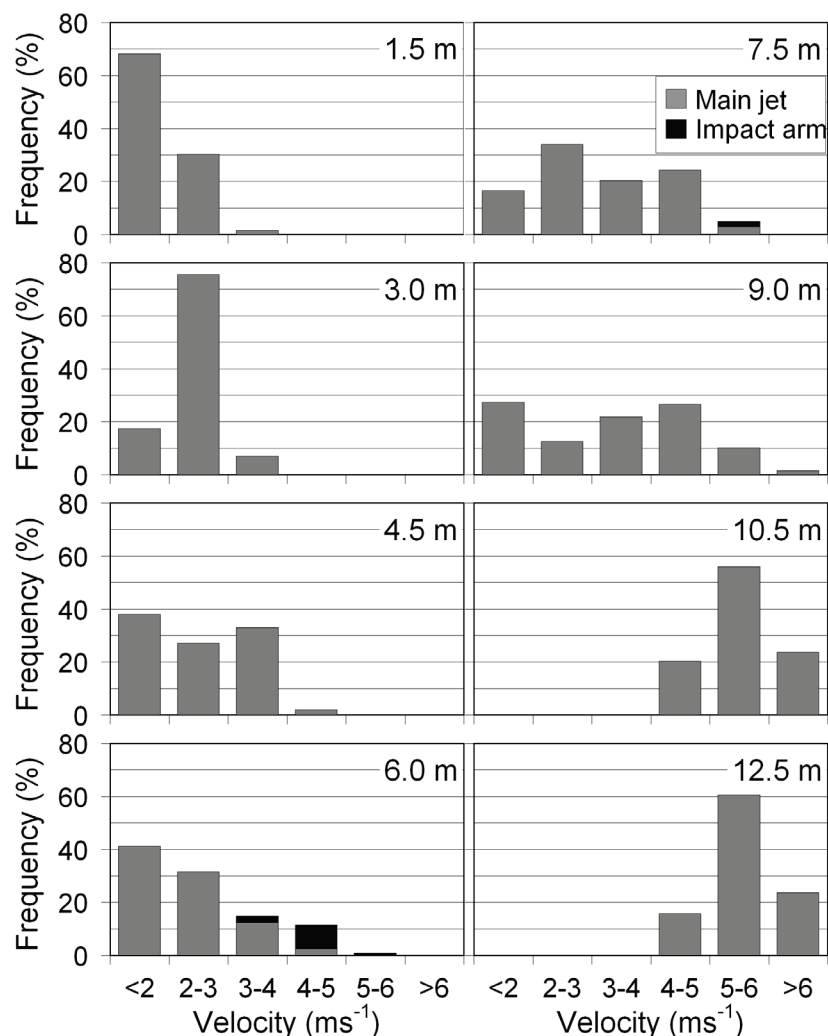 80
60
40
20
0
Frequency (%)
1.5 m
7.5 m
Main jet
Impact arm
80
60
40
20
0
Frequency (%)
3.0 m
9.0 m
80
60
40
20
0
Frequency (%)
4.5 m
10.5 m
80
60
40
20
0
Frequency (%)
6.0 m
12.5 m
<2 2-3 3-4 4-5 5-6 >6 <2 2-3 3-4 4-5 5-6 >6
Velocity (ms⁻¹) Velocity (ms⁻¹)